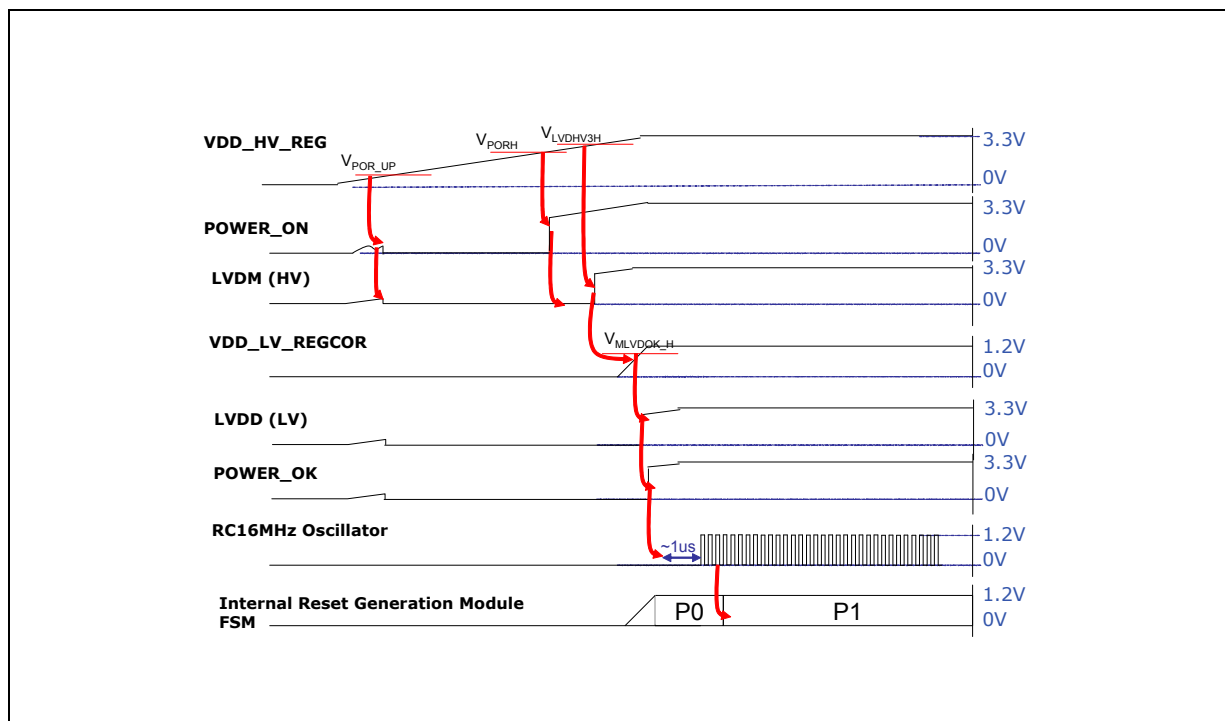 VDD_HV_REG
V_POR_UP
V_PORH
V_LVDHV3H
3.3V
0V
POWER_ON
3.3V
0V
LVDM (HV)
3.3V
0V
VDD_LV_REGCOR
V_MLVDOK_H
1.2V
0V
LVDD (LV)
3.3V
0V
POWER_OK
3.3V
0V
RC16MHz Oscillator
~1us
1.2V
0V
Internal Reset Generation Module
FSM
P0
P1
1.2V
0V